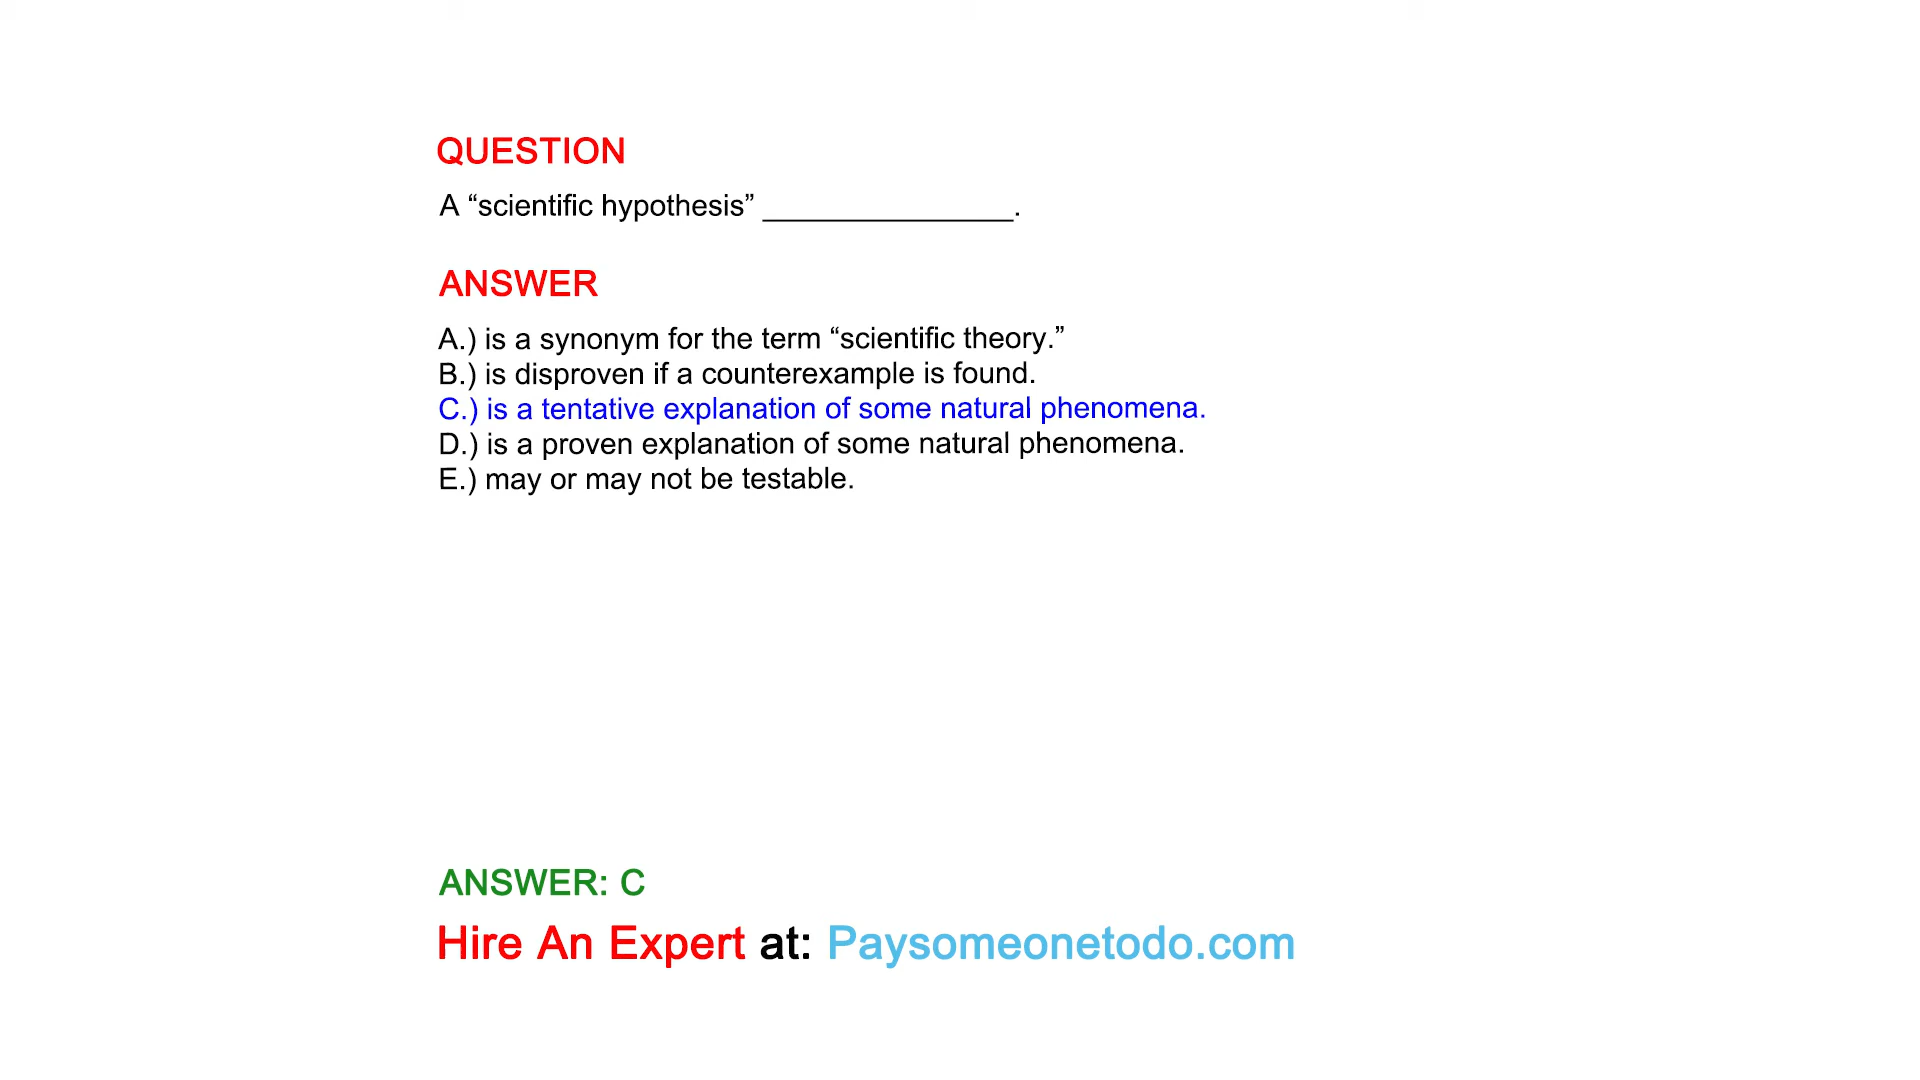 QUESTION
A “scientific hypothesis” _______________.
ANSWER
A.) is a synonym for the term “scientific theory.”
B.) is disproven if a counterexample is found.
C.) is a tentative explanation of some natural phenomena.
D.) is a proven explanation of some natural phenomena.
E.) may or may not be testable.
ANSWER: C
Hire An Expert at: Paysomeonetodo.com